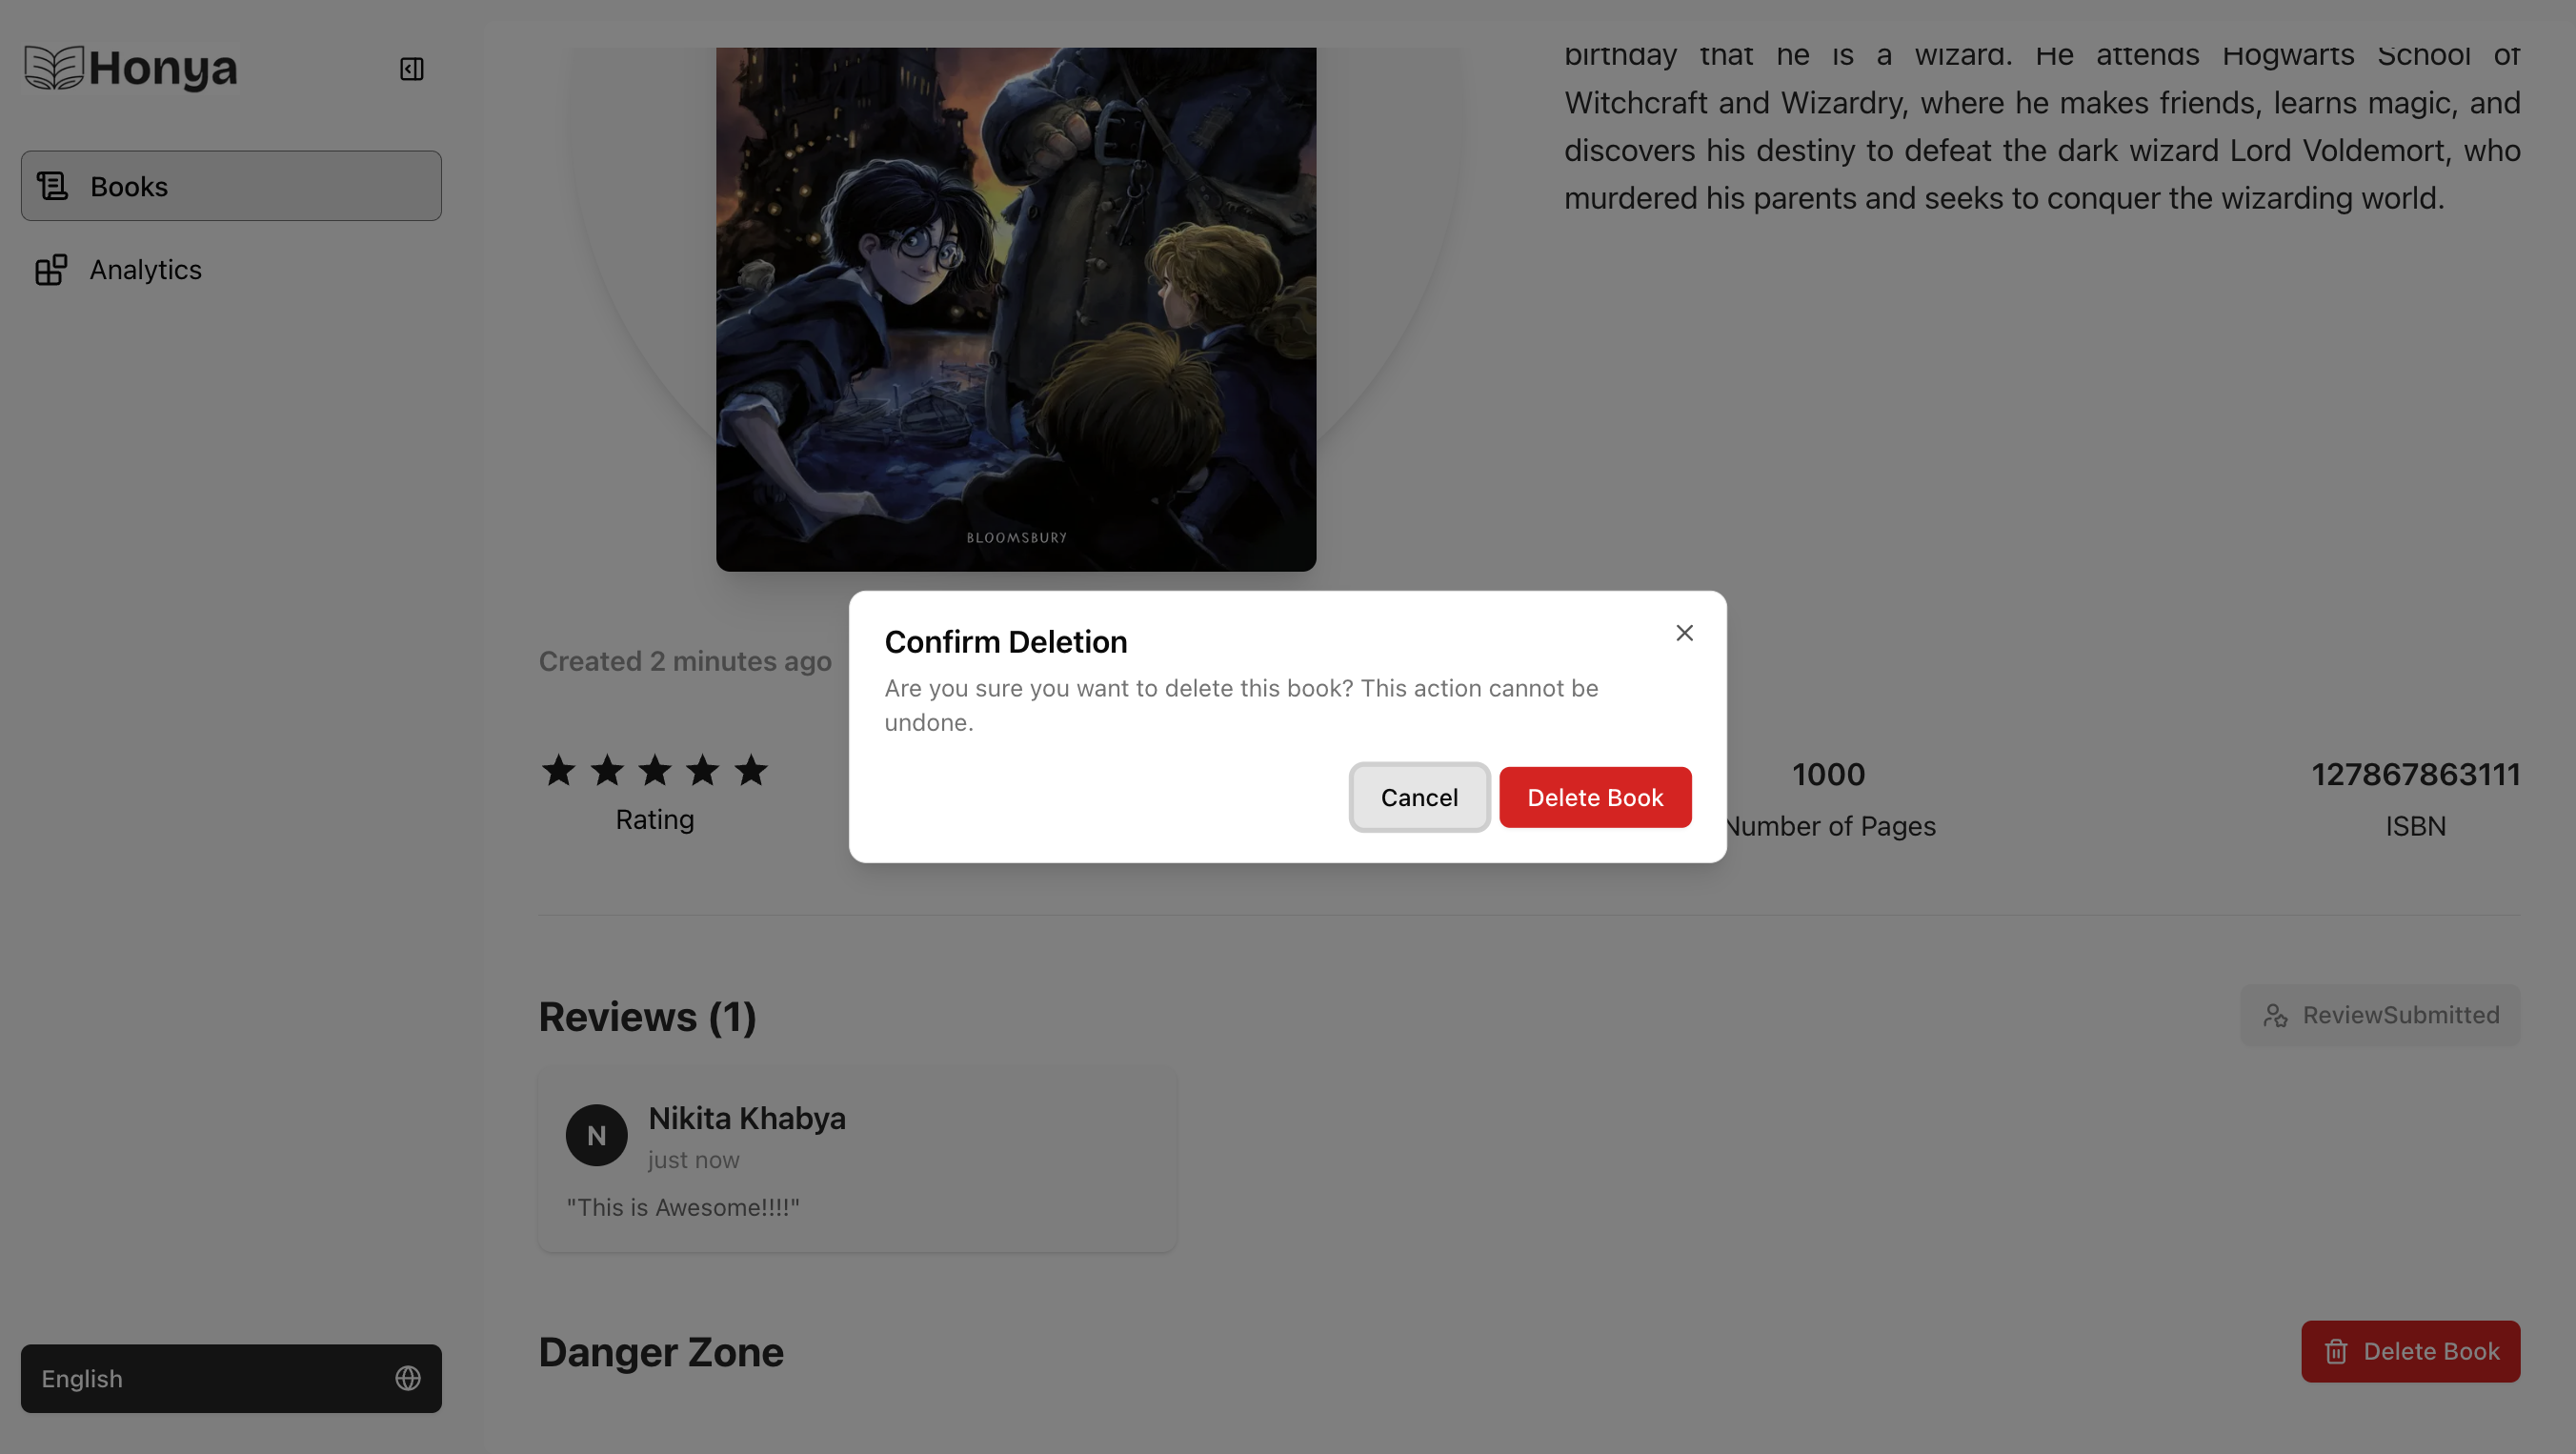 Honya
Books
Analytics
English
birthday that he is a wizard. He attends Hogwarts School of
Witchcraft and Wizardry, where he makes friends, learns magic, and
discovers his destiny to defeat the dark wizard Lord Voldemort, who
murdered his parents and seeks to conquer the wizarding world.
BLOOMSBURY
Created 2 minutes ago
Confirm Deletion
Are you sure you want to delete this book? This action cannot be
undone.
Cancel
Delete Book
Rating
1000
Number of Pages
127867863111
ISBN
Reviews (1)
ReviewSubmitted
N
Nikita Khabya
just now
"This is Awesome!!!!"
Danger Zone
Delete Book